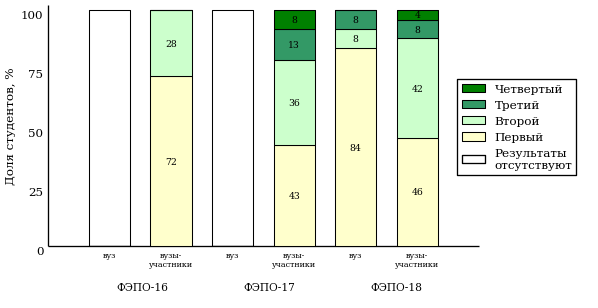 Доля студентов, %
100
75
50
25
0
28
72
8
13
36
43
8
8
84
4
8
42
46
Четвертый
Третий
Второй
Первый
Результаты
отсутствуют
вуз вузы- вуз вузы- вуз вузы-
участники участники участники
ФЭПО-16 ФЭПО-17 ФЭПО-18